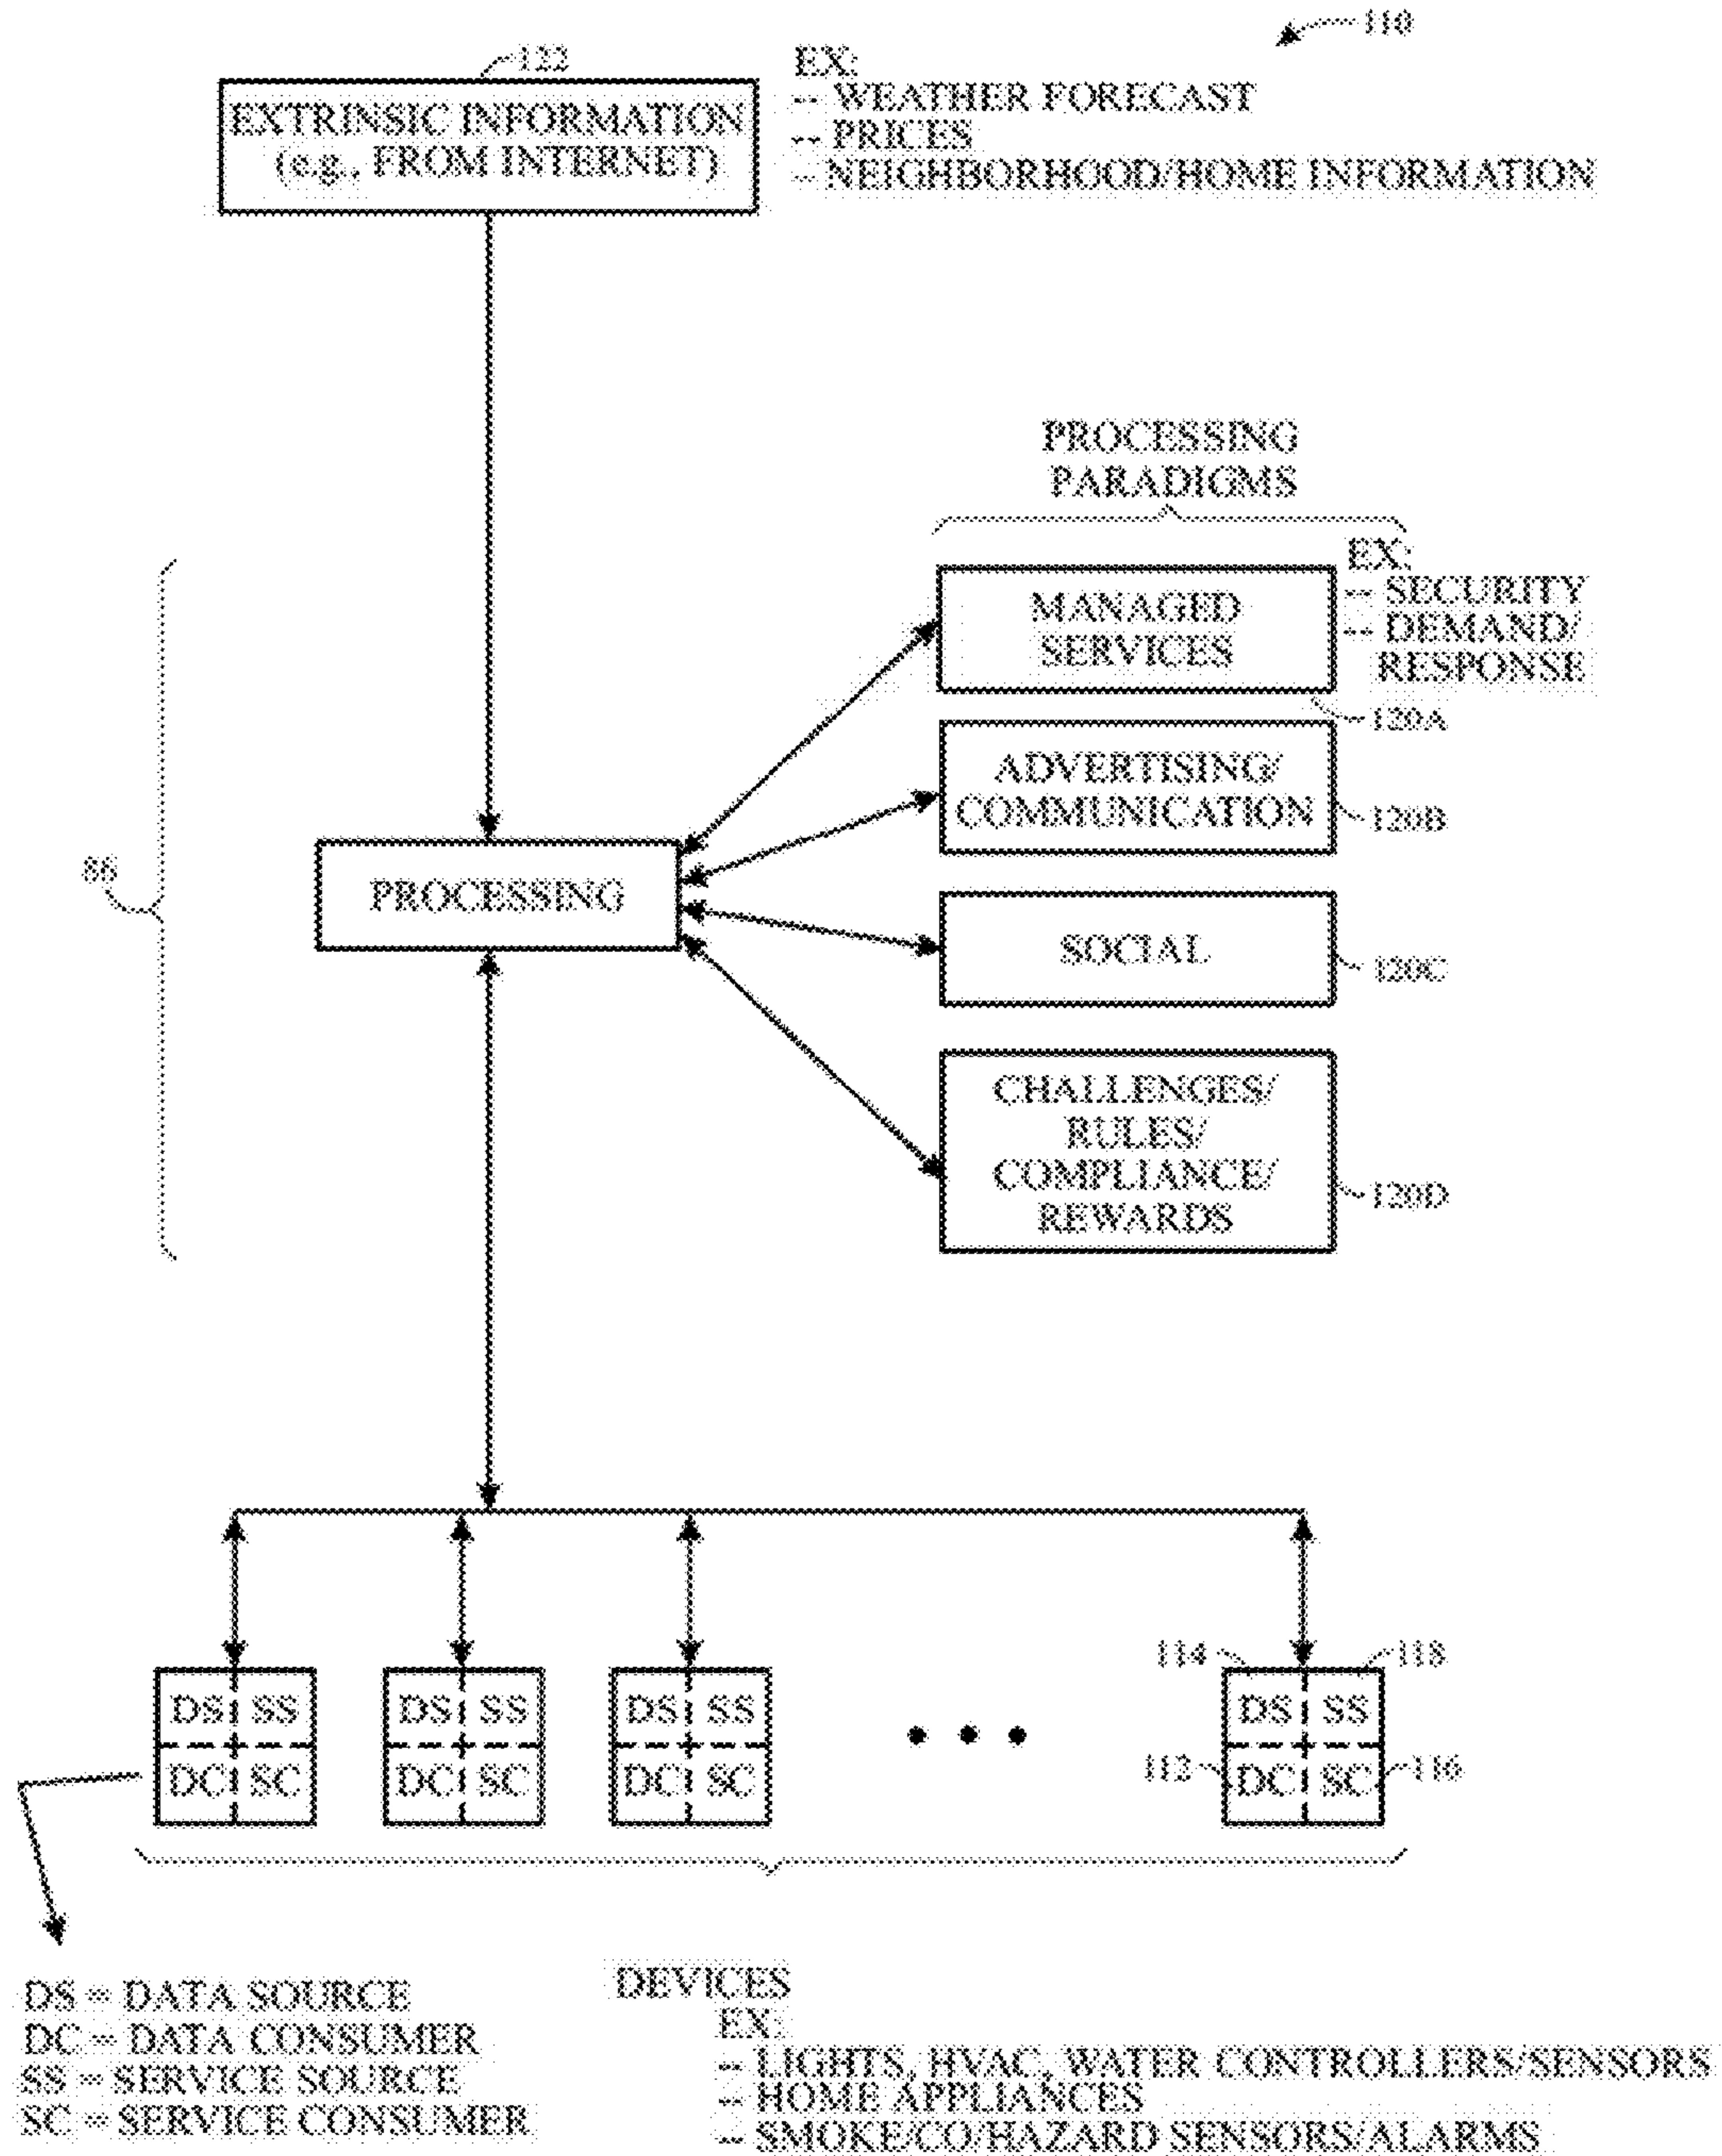 110
122
EXTRINSIC INFORMATION
(e.g., FROM INTERNET)
EX:
-- WEATHER FORECAST
-- PRICES
-- NEIGHBORHOOD/HOME INFORMATION
PROCESSING
PARADIGMS
MANAGED
SERVICES
EX:
-- SECURITY
-- DEMAND/
RESPONSE
120A
ADVERTISING/
COMMUNICATION
120B
86
PROCESSING
SOCIAL
120C
CHALLENGES/
RULES/
COMPLIANCE/
REWARDS
120D
114
118
DS SS
DC SC
DS SS
DC SC
DS SS
DC SC
• • •
DS SS
DC SC
112
116
DS = DATA SOURCE
DC = DATA CONSUMER
SS = SERVICE SOURCE
SC = SERVICE CONSUMER
DEVICES
EX:
-- LIGHTS, HVAC, WATER CONTROLLERS/SENSORS
-- HOME APPLIANCES
-- SMOKE/CO/HAZARD SENSORS/ALARMS